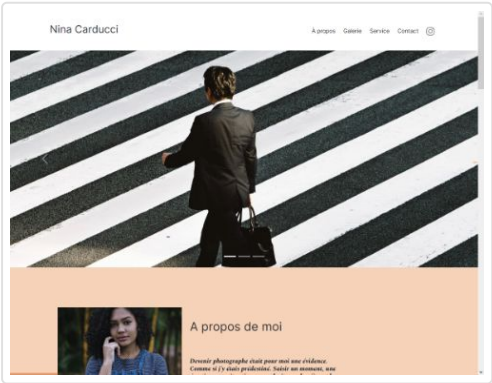 Nina Carducci
À propos Galerie Service Contact
A propos de moi
Devenir photographe était pour moi une évidence.
Comme si j'y étais prédestiné. Saisir un moment, une